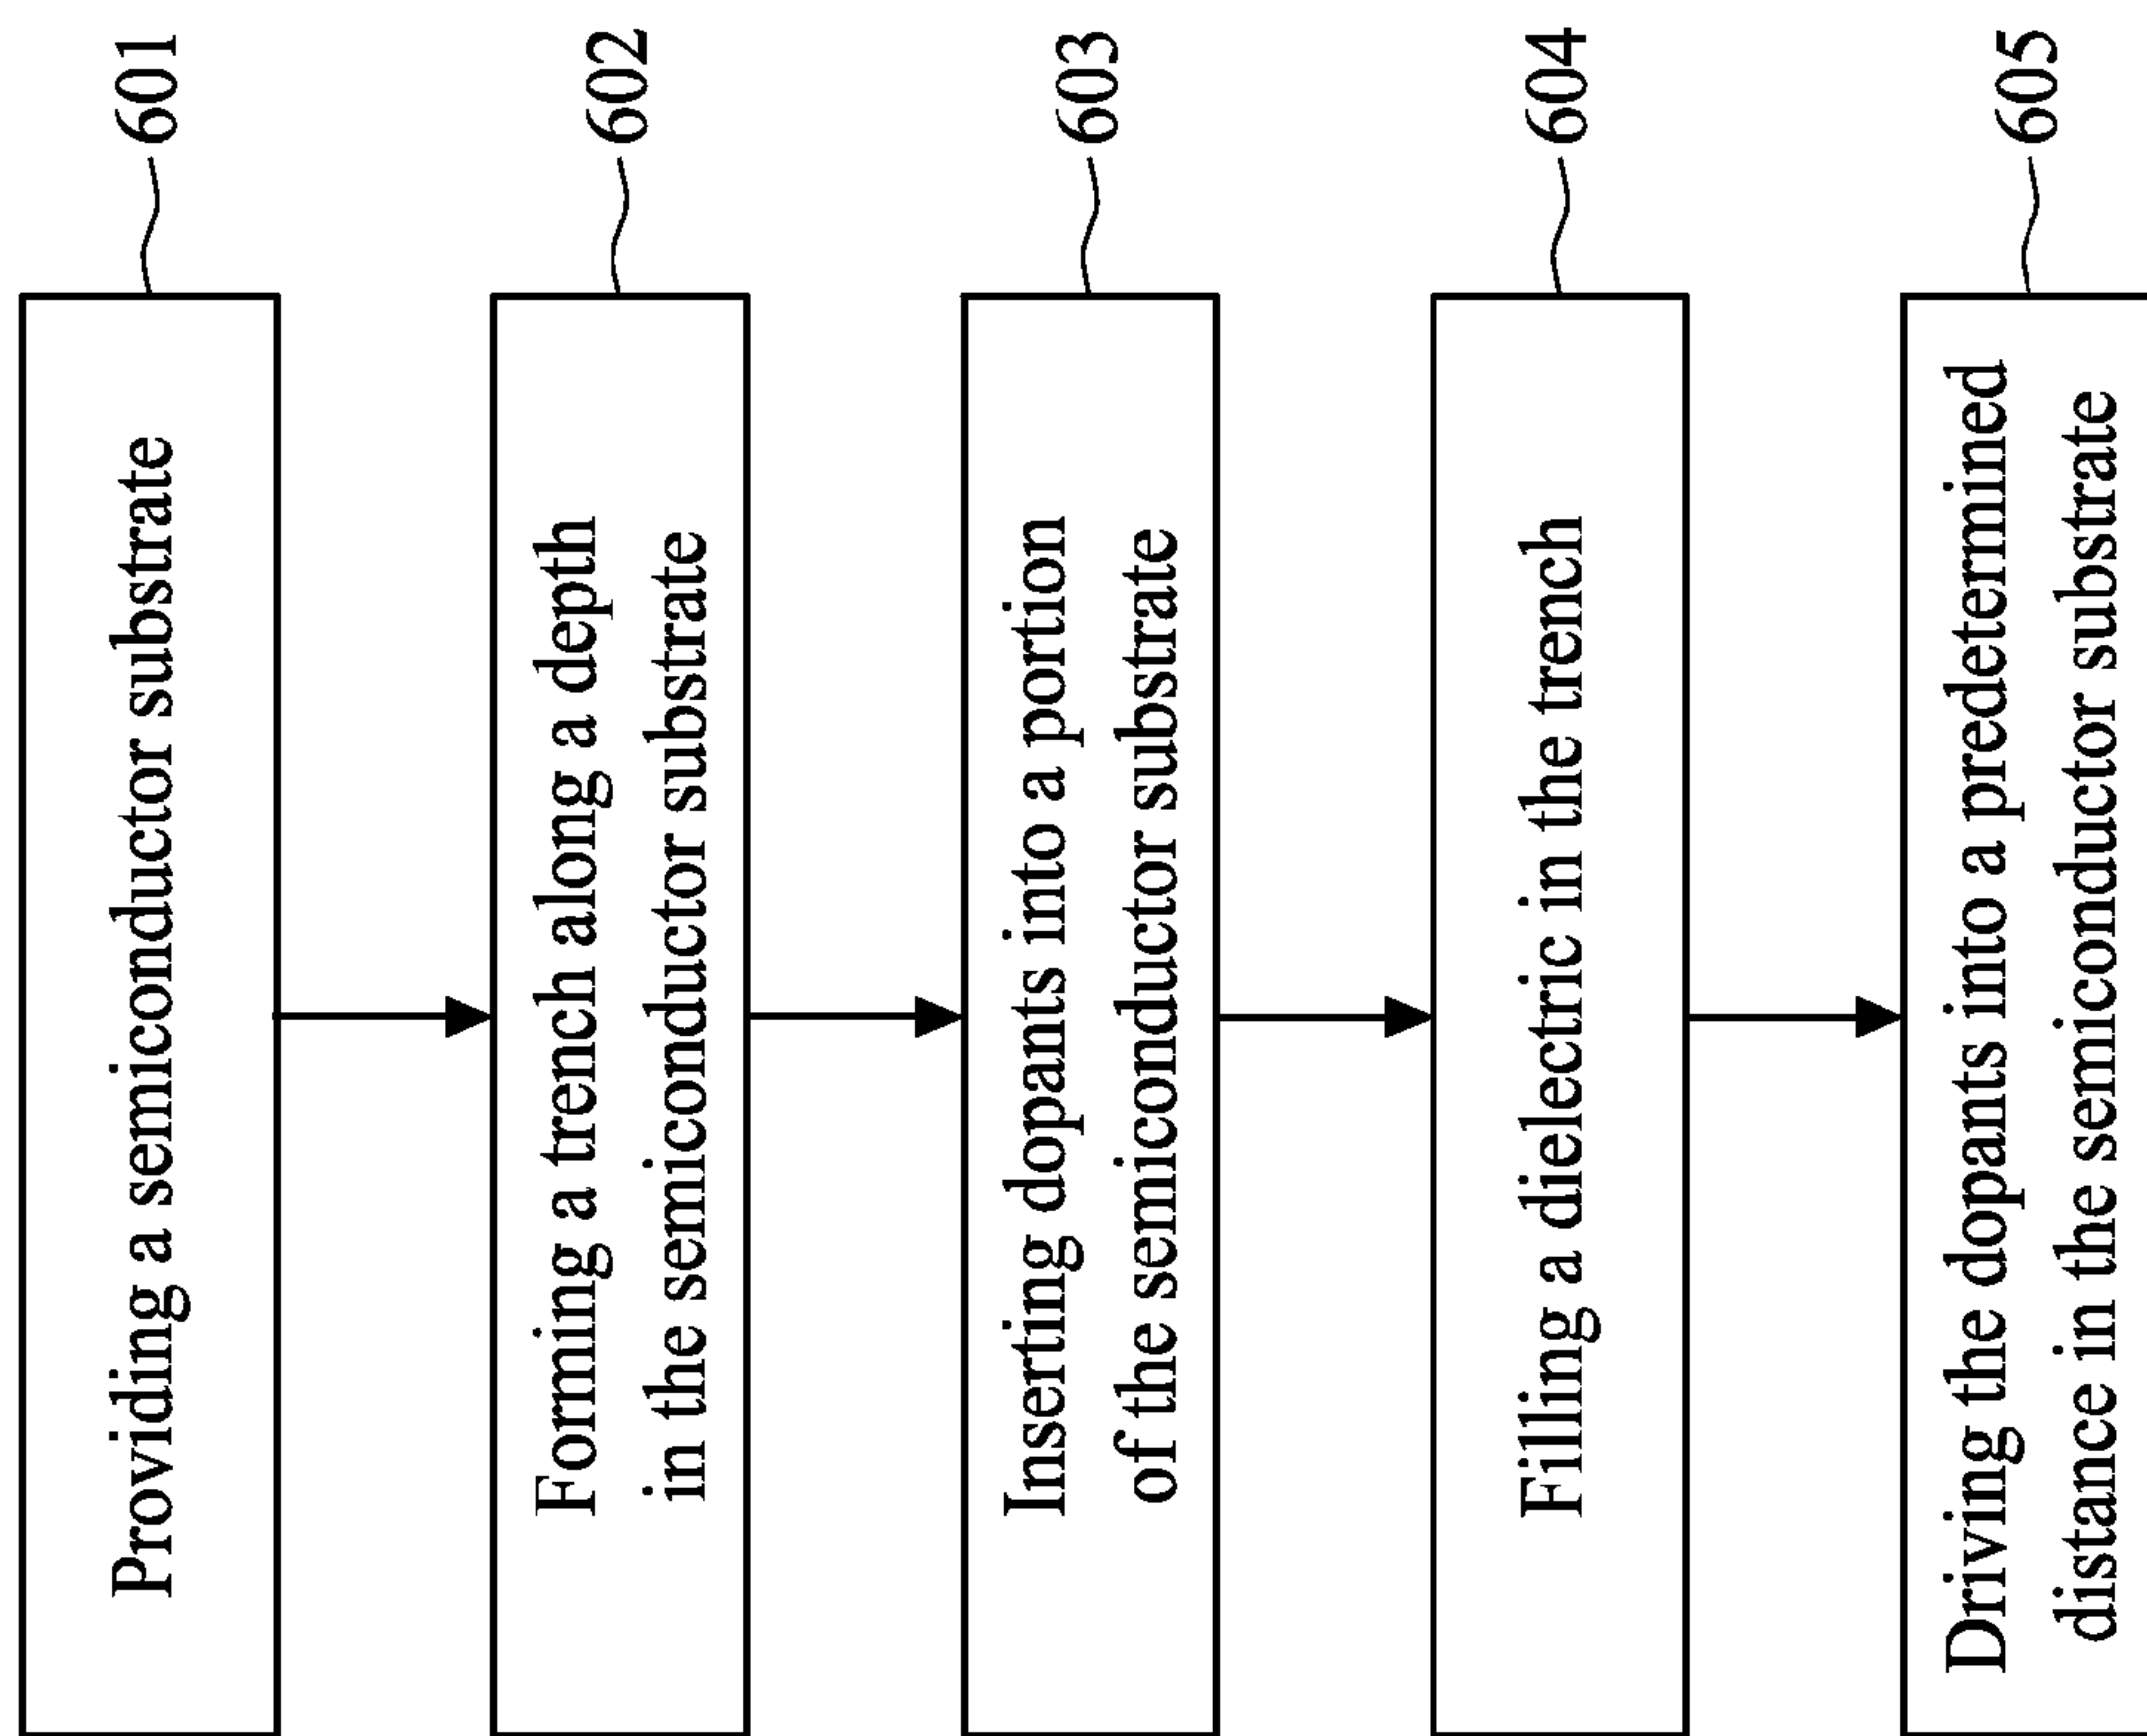 Providing a semiconductor substrate
601
Forming a trench along a depth
in the semiconductor substrate
602
Inserting dopants into a portion
of the semiconductor substrate
603
Filling a dielectric in the trench
604
Driving the dopants into a predetermined
distance in the semiconductor substrate
605